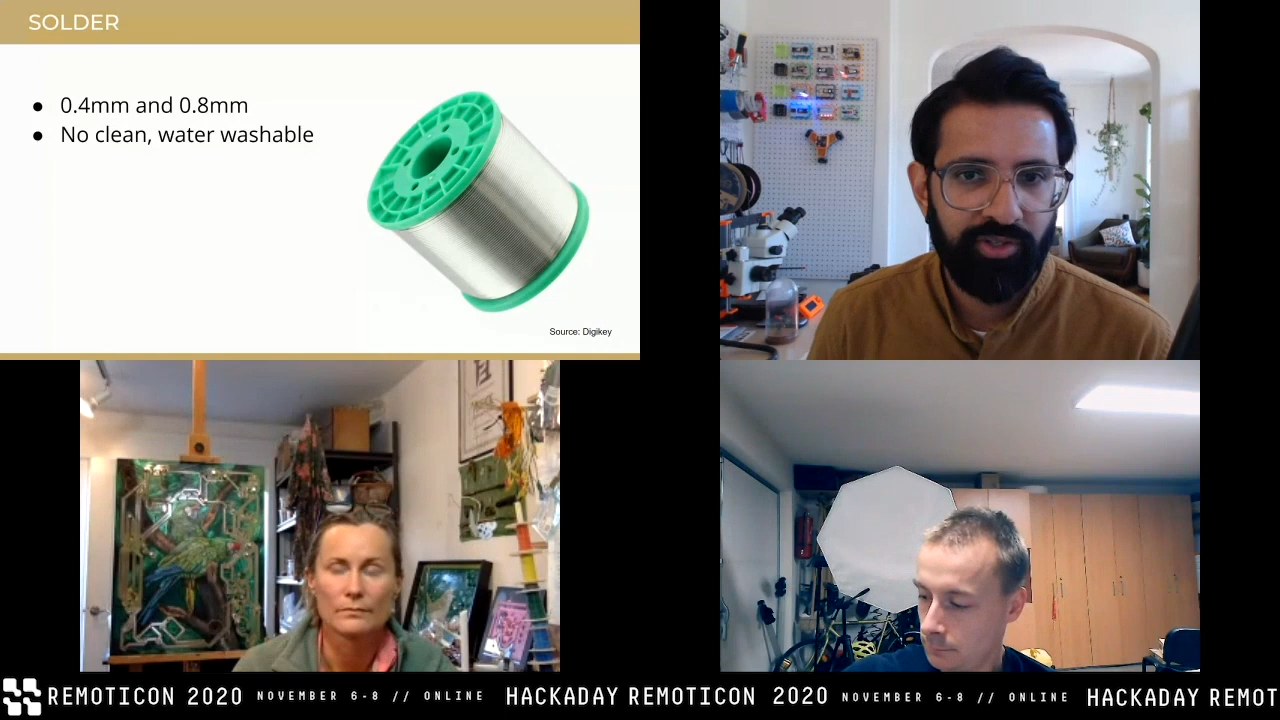 SOLDER
● 0.4mm and 0.8mm
● No clean, water washable
Source: Digikey
REMOTICON 2020 NOVEMBER 6-8 // ONLINE HACKADAY REMOTICON 2020 NOVEMBER 6-8 // ONLINE HACKADAY REMOT